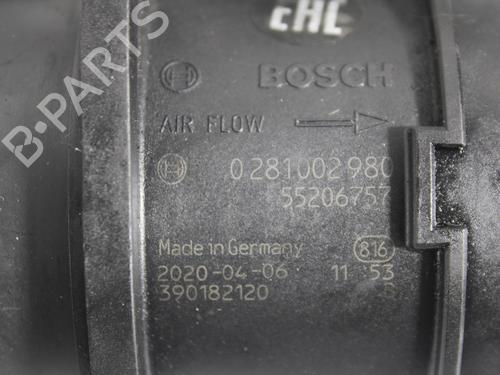 EHC
BOSCH
AIR FLOW
0 281 002 980
55206757
Made in Germany 816
2020-04-06 11 53
390182120
B-PARTS